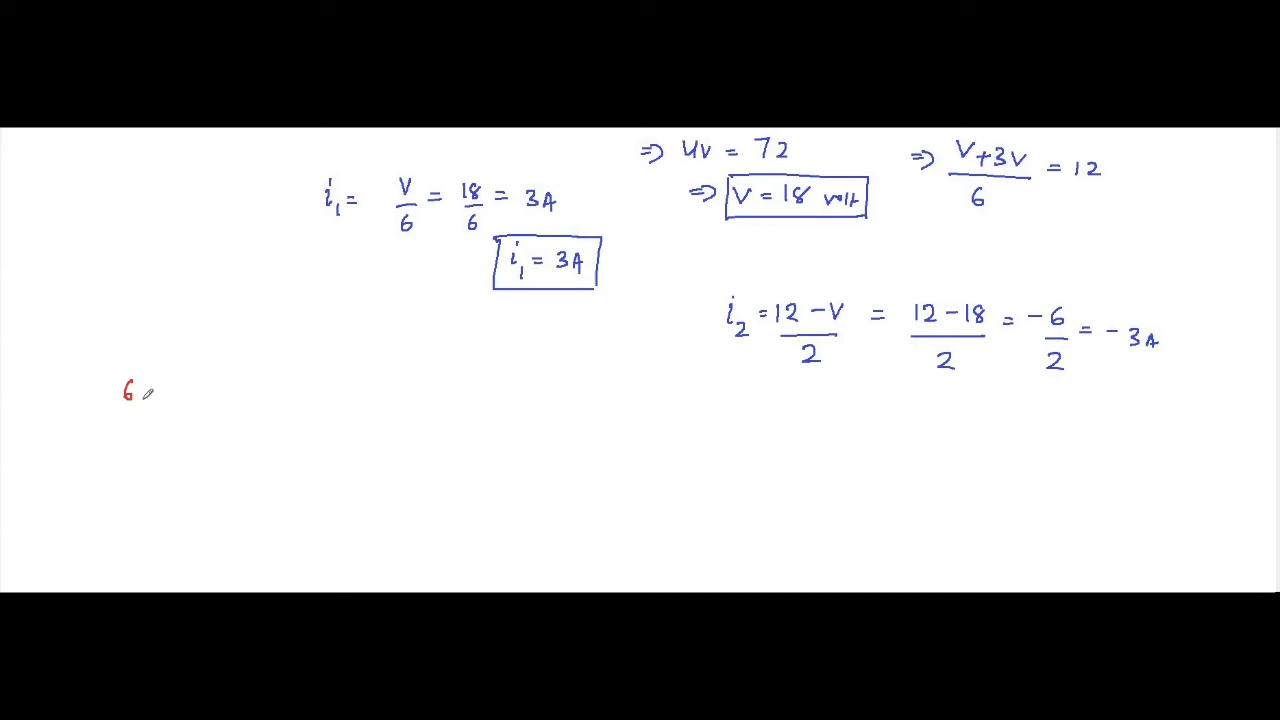 ⇒ 4V = 72
⇒ V = 18 volt
⇒ (V+3V)/6 = 12
i₁ = V/6 = 18/6 = 3A
i₁ = 3A
i₂ = (12-V)/2 = (12-18)/2 = -6/2 = -3A
6